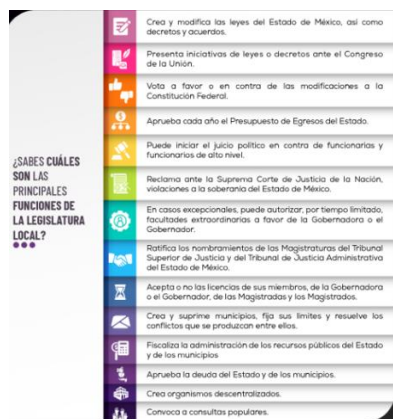 ¿SABES CUÁLES
SON LAS
PRINCIPALES
FUNCIONES DE
LA LEGISLATURA
LOCAL?
Crea y modifica las leyes del Estado de México, así como
decretos y acuerdos.
Presenta iniciativas de leyes o decretos ante el Congreso
de la Unión.
Vota a favor o en contra de las modificaciones a la
Constitución Federal.
Aprueba cada año el Presupuesto de Egresos del Estado.
Puede iniciar el juicio político en contra de funcionarias y
funcionarios de alto nivel.
Reclama ante la Suprema Corte de Justicia de la Nación,
violaciones a la soberanía del Estado de México.
En casos excepcionales, puede autorizar, por tiempo limitado,
facultades extraordinarias a favor de la Gobernadora o el
Gobernador.
Ratifica los nombramientos de las Magistraturas del Tribunal
Superior de Justicia y del Tribunal de Justicia Administrativa
del Estado de México.
Acepta o no las licencias de sus miembros, de la Gobernadora
o el Gobernador, de las Magistradas y los Magistrados.
Crea y suprime municipios, fija sus límites y resuelve los
conflictos que se produzcan entre ellos.
Fiscaliza la administración de los recursos públicos del Estado
y de los municipios
Aprueba la deuda del Estado y de los municipios.
Crea organismos descentralizados.
Convoca a consultas populares.